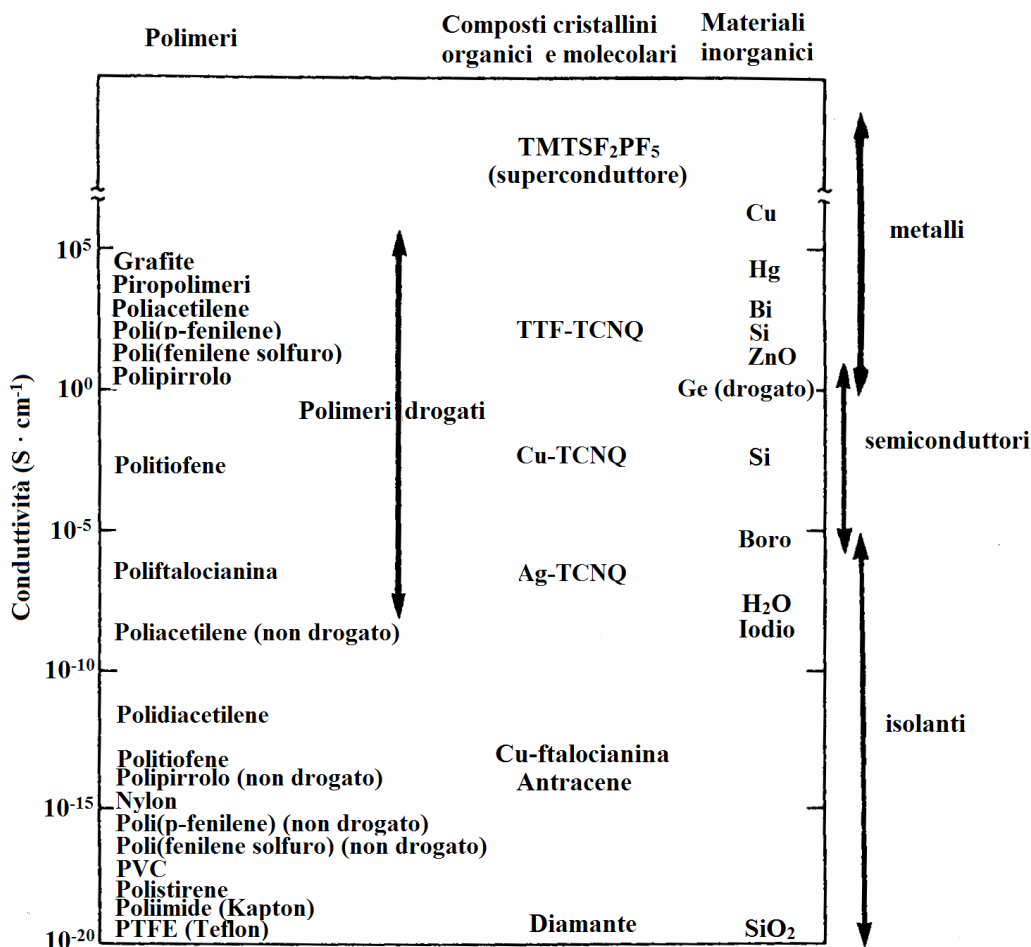 Polimeri
Composti cristallini
organici e molecolari
Materiali
inorganici
TMTSF₂PF₅
(superconduttore)
Cu
metalli
10⁵
Grafite
Hg
Piropolimeri
Poliacetilene
Bi
Poli(p-fenilene)
TTF-TCNQ
Si
Poli(fenilene solfuro)
ZnO
Polipirrolo
10⁰
Ge (drogato)
Polimeri drogati
semiconduttori
Conduttività (S · cm⁻¹)
Politiofene
Cu-TCNQ
Si
10⁻⁵
Boro
Poliftalocianina
Ag-TCNQ
H₂O
Poliacetilene (non drogato)
Iodio
10⁻¹⁰
Polidiacetilene
isolanti
Politiofene
Cu-ftalocianina
Polipirrolo (non drogato)
Antracene
Nylon
10⁻¹⁵
Poli(p-fenilene) (non drogato)
Poli(fenilene solfuro) (non drogato)
PVC
Polistirene
Poliimide (Kapton)
PTFE (Teflon)
Diamante
SiO₂
10⁻²⁰